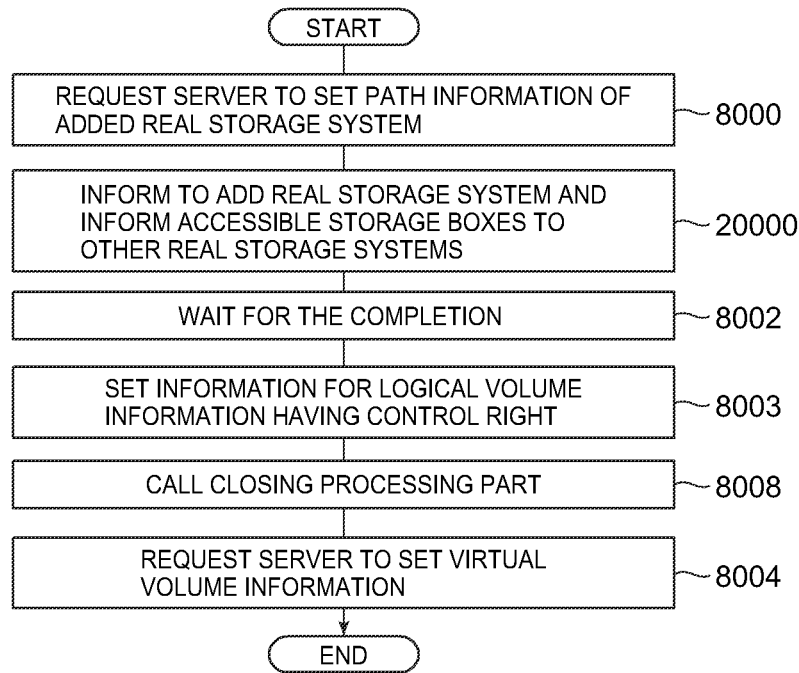 START
REQUEST SERVER TO SET PATH INFORMATION OF
ADDED REAL STORAGE SYSTEM
8000
INFORM TO ADD REAL STORAGE SYSTEM AND
INFORM ACCESSIBLE STORAGE BOXES TO
OTHER REAL STORAGE SYSTEMS.
20000
WAIT FOR THE COMPLETION
8002
SET INFORMATION FOR LOGICAL VOLUME
INFORMATION HAVING CONTROL RIGHT
8003
CALL CLOSING PROCESSING PART
8008
REQUEST SERVER TO SET VIRTUAL
VOLUME INFORMATION
8004
END